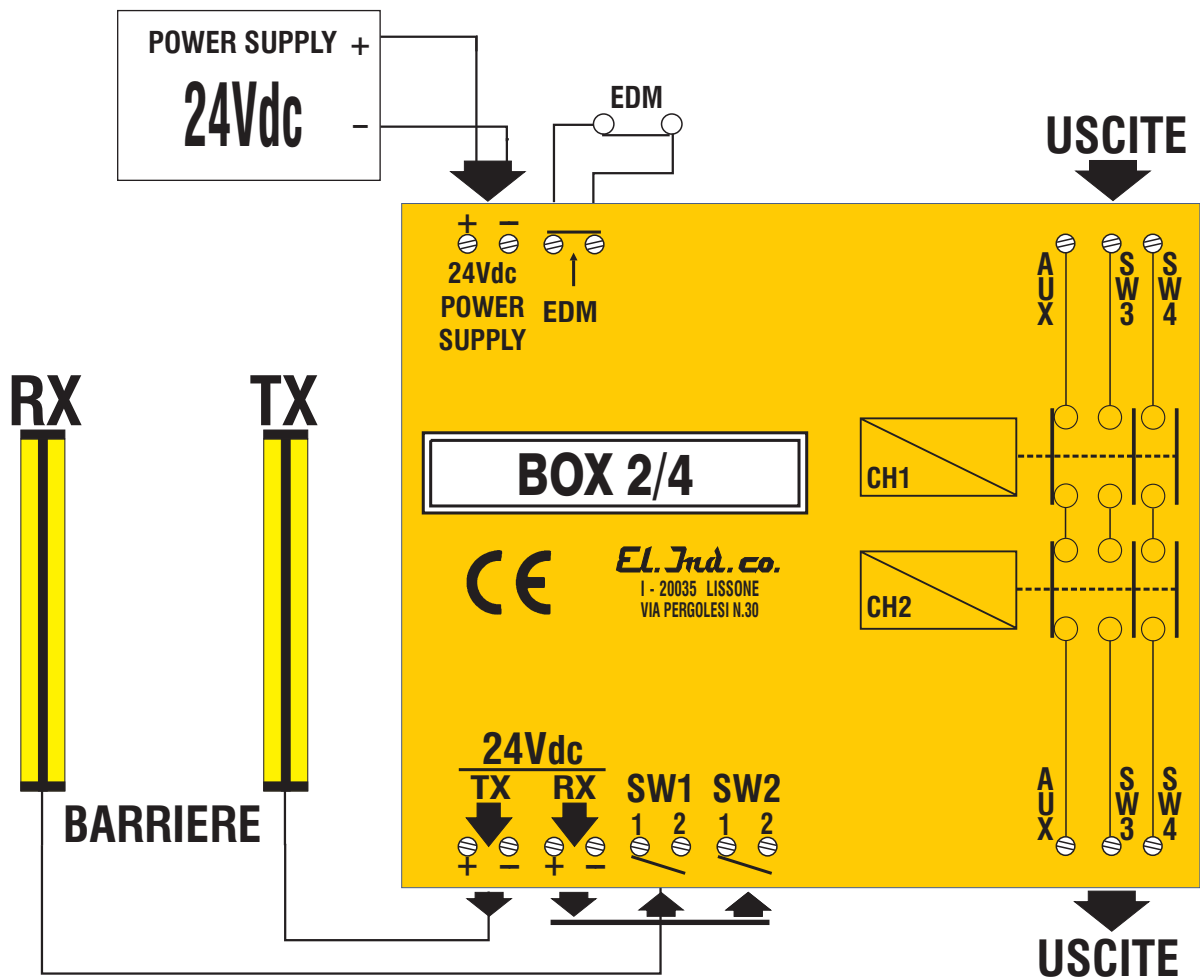 POWER SUPPLY +
24Vdc
–
EDM
USCITE
+ –
24Vdc
POWER
SUPPLY
EDM
AUX
SW3
SW4
RX
TX
BOX 2/4
CH1
CE
El. Ind. co.
I - 20035 LISSONE
VIA PERGOLESI N.30
CH2
24Vdc
TX RX
SW1 SW2
1 2 1 2
+ – + –
BARRIERE
AUX
SW3
SW4
USCITE